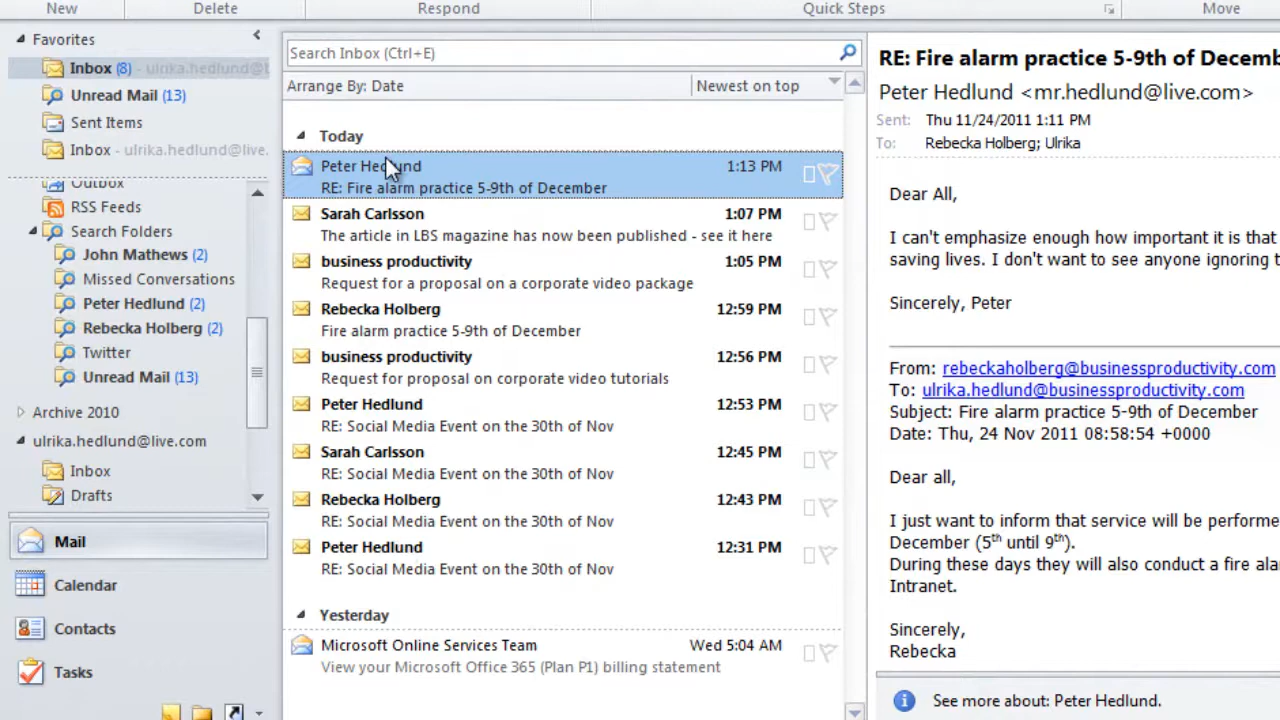 New Delete Respond Quick Steps Move
Favorites
Inbox (8) - ulrika.hedlund@
Unread Mail (13)
Sent Items
Inbox - ulrika.hedlund@live.
Outbox
RSS Feeds
Search Folders
John Mathews (2)
Missed Conversations
Peter Hedlund (2)
Rebecka Holberg (2)
Twitter
Unread Mail (13)
Archive 2010
ulrika.hedlund@live.com
Inbox
Drafts
Mail
Calendar
Contacts
Tasks
Search Inbox (Ctrl+E)
Arrange By: Date Newest on top
Today
Peter Hedlund 1:13 PM
RE: Fire alarm practice 5-9th of December
Sarah Carlsson 1:07 PM
The article in LBS magazine has now been published - see it here
business productivity 1:05 PM
Request for a proposal on a corporate video package
Rebecka Holberg 12:59 PM
Fire alarm practice 5-9th of December
business productivity 12:56 PM
Request for proposal on corporate video tutorials
Peter Hedlund 12:53 PM
RE: Social Media Event on the 30th of Nov
Sarah Carlsson 12:45 PM
RE: Social Media Event on the 30th of Nov
Rebecka Holberg 12:43 PM
RE: Social Media Event on the 30th of Nov
Peter Hedlund 12:31 PM
RE: Social Media Event on the 30th of Nov
Yesterday
Microsoft Online Services Team Wed 5:04 AM
View your Microsoft Office 365 (Plan P1) billing statement
RE: Fire alarm practice 5-9th of Decemb
Peter Hedlund <mr.hedlund@live.com>
Sent: Thu 11/24/2011 1:11 PM
To: Rebecka Holberg; Ulrika
Dear All,
I can't emphasize enough how important it is that
saving lives. I don't want to see anyone ignoring t
Sincerely, Peter
From: rebeckaholberg@businessproductivity.com
To: ulrika.hedlund@businessproductivity.com
Subject: Fire alarm practice 5-9th of December
Date: Thu, 24 Nov 2011 08:58:54 +0000
Dear all,
I just want to inform that service will be performe
December (5th until 9th).
During these days they will also conduct a fire ala
Intranet.
Sincerely,
Rebecka
See more about: Peter Hedlund.